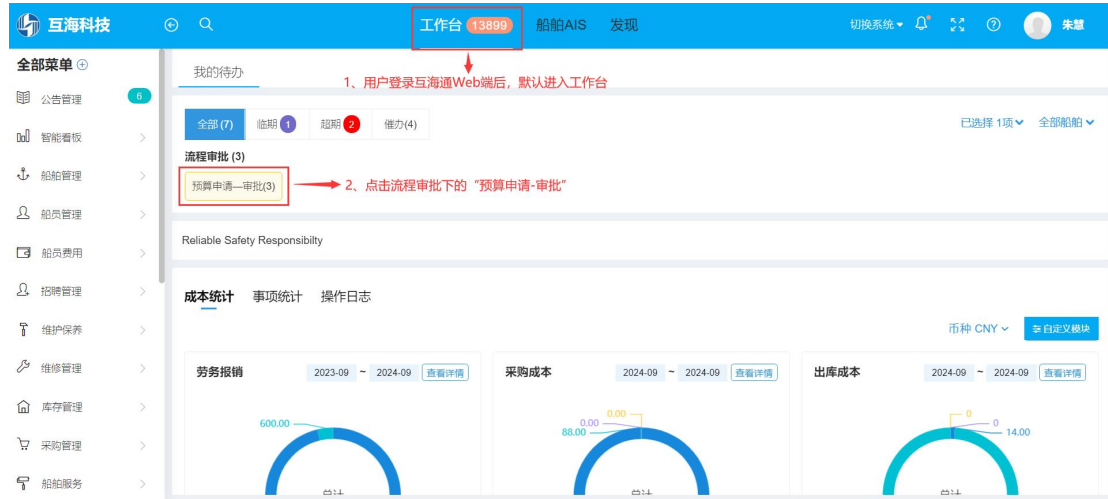 互海科技
工作台 13899
船舶AIS
发现
切换系统
朱慧
全部菜单
我的待办
1、用户登录互海通Web端后，默认进入工作台
公告管理 6
智能看板
船舶管理
船员管理
船员费用
招聘管理
维护保养
维修管理
库存管理
采购管理
船舶服务
全部 (7) 临期 1 超期 2 催办(4)
已选择 1项 全部船舶
流程审批 (3)
预算申请—审批(3)
2、点击流程审批下的“预算申请-审批”
Reliable Safety Responsibilty
成本统计 事项统计 操作日志
币种 CNY 自定义模块
劳务报销 2023-09 ~ 2024-09 查看详情
600.00
总计
采购成本 2024-09 ~ 2024-09 查看详情
0.00
0.00
88.00
总计
出库成本 2024-09 ~ 2024-09 查看详情
0
0
14.00
总计